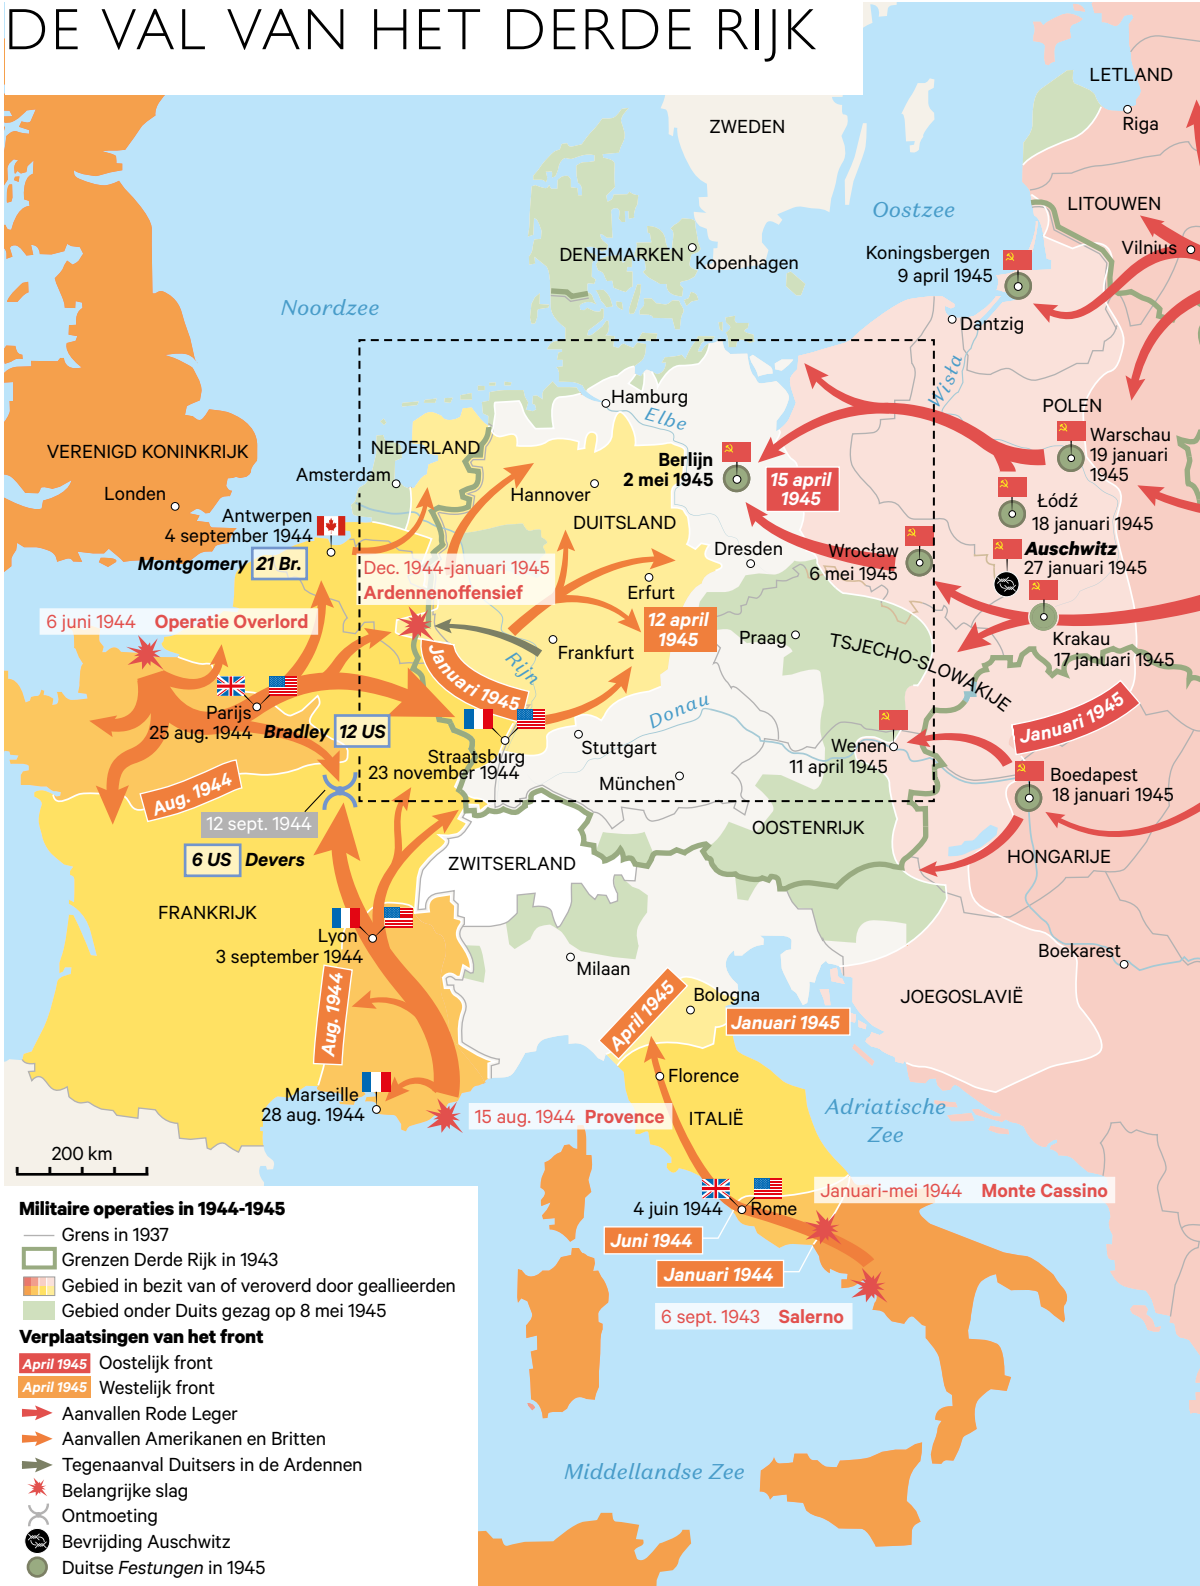 DE VAL VAN HET DERDE RIJK
LETLAND
Riga
ZWEDEN
LITOUWEN
Oostzee
Vilnius
Koningsbergen
9 april 1945
DENEMARKEN
Kopenhagen
Noordzee
Dantzig
Wisła
Hamburg
Elbe
POLEN
Warschau
19 januari
1945
VERENIGD KONINKRIJK
NEDERLAND
Berlijn
2 mei 1945
15 april
1945
Amsterdam
Londen
Hannover
Łódź
18 januari 1945
Antwerpen
4 september 1944
DUITSLAND
Montgomery 21 Br.
Dresden
Wrocław
6 mei 1945
Auschwitz
27 januari 1945
Dec. 1944-januari 1945
Ardennenoffensief
Erfurt
6 juni 1944 Operatie Overlord
12 april
1945
Praag
TSJECHO-SLOWAKIJE
Krakau
17 januari 1945
Frankfurt
Rijn
Januari 1945
Parijs
25 aug. 1944
Bradley 12 US
Donau
Januari 1945
Straatsburg
23 november 1944
Stuttgart
Wenen
11 april 1945
München
Boedapest
18 januari 1945
Aug. 1944
12 sept. 1944
OOSTENRIJK
6 US Devers
ZWITSERLAND
HONGARIJE
FRANKRIJK
Lyon
3 september 1944
Milaan
Boekarest
Aug. 1944
April 1945
Bologna
Januari 1945
JOEGOSLAVIË
Florence
Marseille
28 aug. 1944
15 aug. 1944 Provence
ITALIË
Adriatische
Zee
200 km
Januari-mei 1944 Monte Cassino
4 juin 1944
Rome
Juni 1944
Januari 1944
6 sept. 1943 Salerno
Middellandse Zee
Militaire operaties in 1944-1945
Grens in 1937
Grenzen Derde Rijk in 1943
Gebied in bezit van of veroverd door geallieerden
Gebied onder Duits gezag op 8 mei 1945
Verplaatsingen van het front
April 1945 Oostelijk front
April 1945 Westelijk front
Aanvallen Rode Leger
Aanvallen Amerikanen en Britten
Tegenaanval Duitsers in de Ardennen
Belangrijke slag
Ontmoeting
Bevrijding Auschwitz
Duitse Festungen in 1945